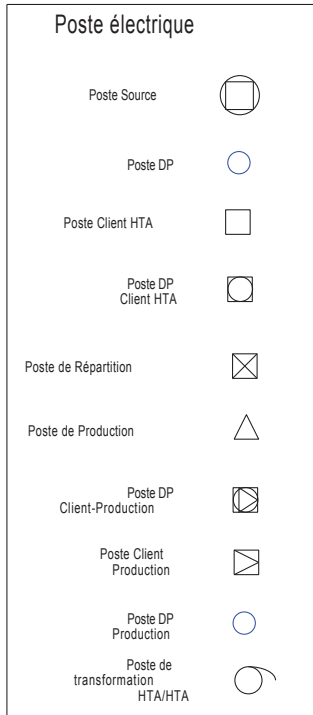 Poste électrique
Poste Source
Poste DP
Poste Client HTA
Poste DP
Client HTA
Poste de Répartition
Poste de Production
Poste DP
Client-Production
Poste Client
Production
Poste DP
Production
Poste de
transformation
HTA/HTA